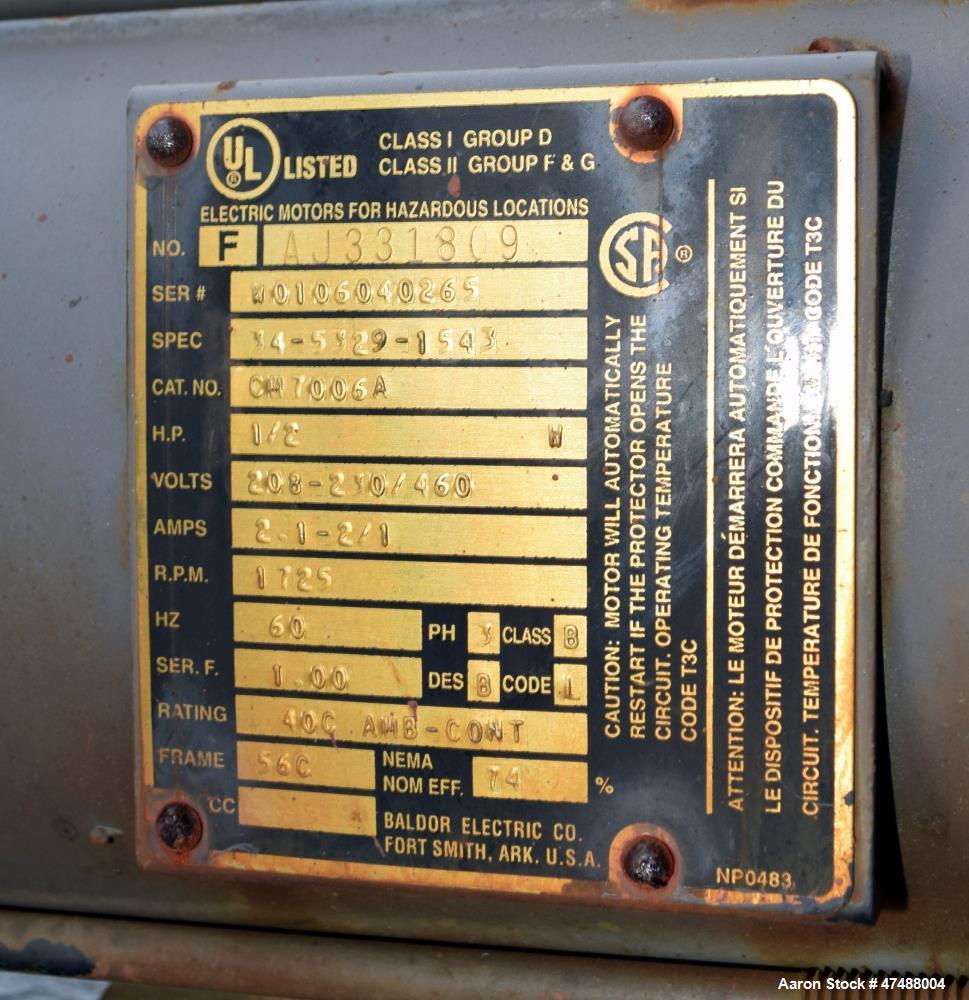 UL ® LISTED
CLASS I GROUP D
CLASS II GROUP F & G
ELECTRIC MOTORS FOR HAZARDOUS LOCATIONS
NO. F AJ331809
SER # W0106040265
SPEC 34-5329-1543
CAT. NO. CM7006A
H.P. 1/2 W
VOLTS 208-230/460
AMPS 2.1-2/1
R.P.M. 1725
HZ 60 PH 3 CLASS B
SER. F. 1.00 DES B CODE L
RATING 40C AMB-CONT
FRAME 56C NEMA NOM EFF. 74 %
CC
BALDOR ELECTRIC CO.
FORT SMITH, ARK. U.S.A.
SA ®
CAUTION: MOTOR WILL AUTOMATICALLY
RESTART IF THE PROTECTOR OPENS THE
CIRCUIT. OPERATING TEMPERATURE
CODE T3C
ATTENTION: LE MOTEUR DÉMARRERA AUTOMATIQUEMENT SI
LE DISPOSITIF DE PROTECTION COMMANDE L'OUVERTURE DU
CIRCUIT. TEMPÉRATURE DE CODE T3C
NP0483
Aaron Stock # 47488004